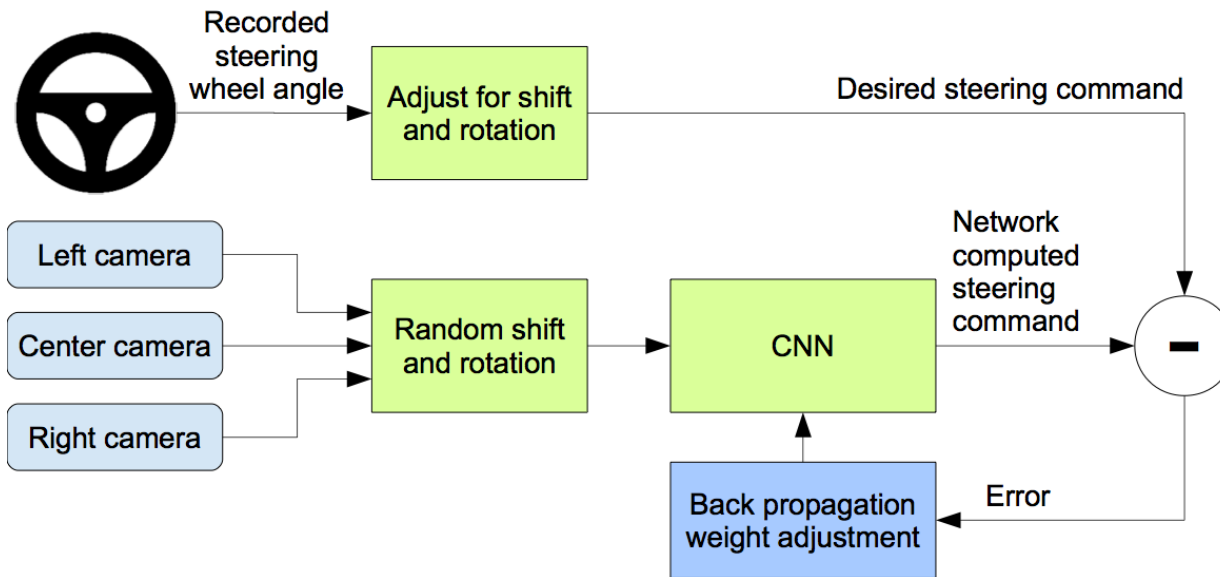 Recorded
steering
wheel angle
Adjust for shift
and rotation
Desired steering command
Left camera
Center camera
Right camera
Random shift
and rotation
CNN
Network
computed
steering
command
-
Back propagation
weight adjustment
Error